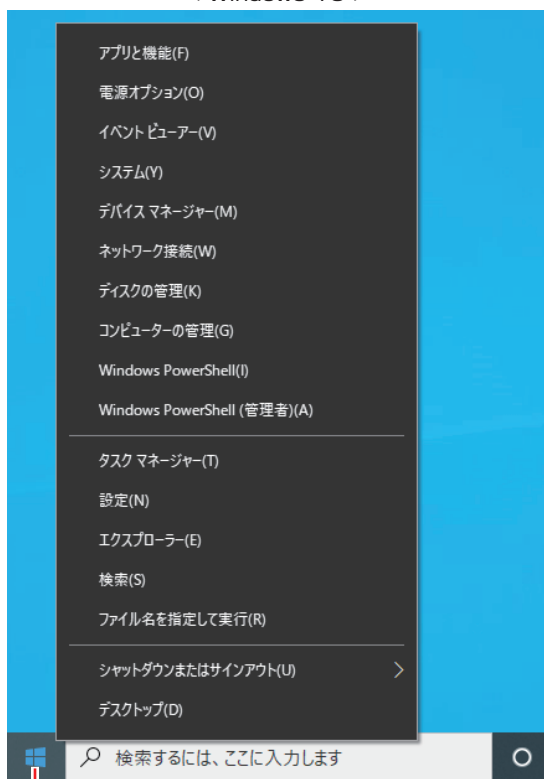 アプリと機能(F)
電源オプション(O)
イベント ビューアー(V)
システム(Y)
デバイス マネージャー(M)
ネットワーク接続(W)
ディスクの管理(K)
コンピューターの管理(G)
Windows PowerShell(I)
Windows PowerShell (管理者)(A)
タスク マネージャー(T)
設定(N)
エクスプローラー(E)
検索(S)
ファイル名を指定して実行(R)
シャットダウンまたはサインアウト(U)
デスクトップ(D)
検索するには、ここに入力します